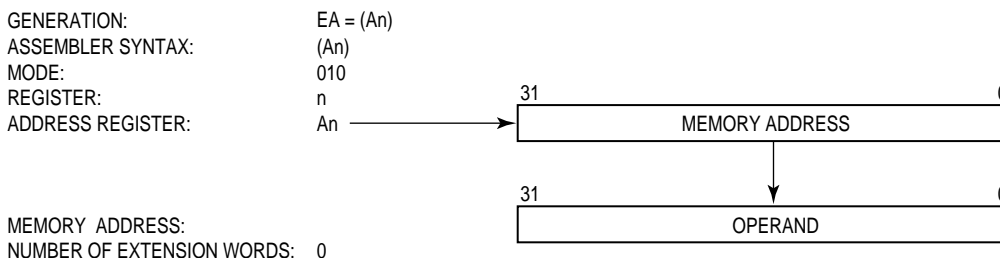 GENERATION: EA = (An)
ASSEMBLER SYNTAX: (An)
MODE: 010
REGISTER: n
31
ADDRESS REGISTER: An MEMORY ADDRESS
31
OPERAND
MEMORY ADDRESS:
NUMBER OF EXTENSION WORDS: 0